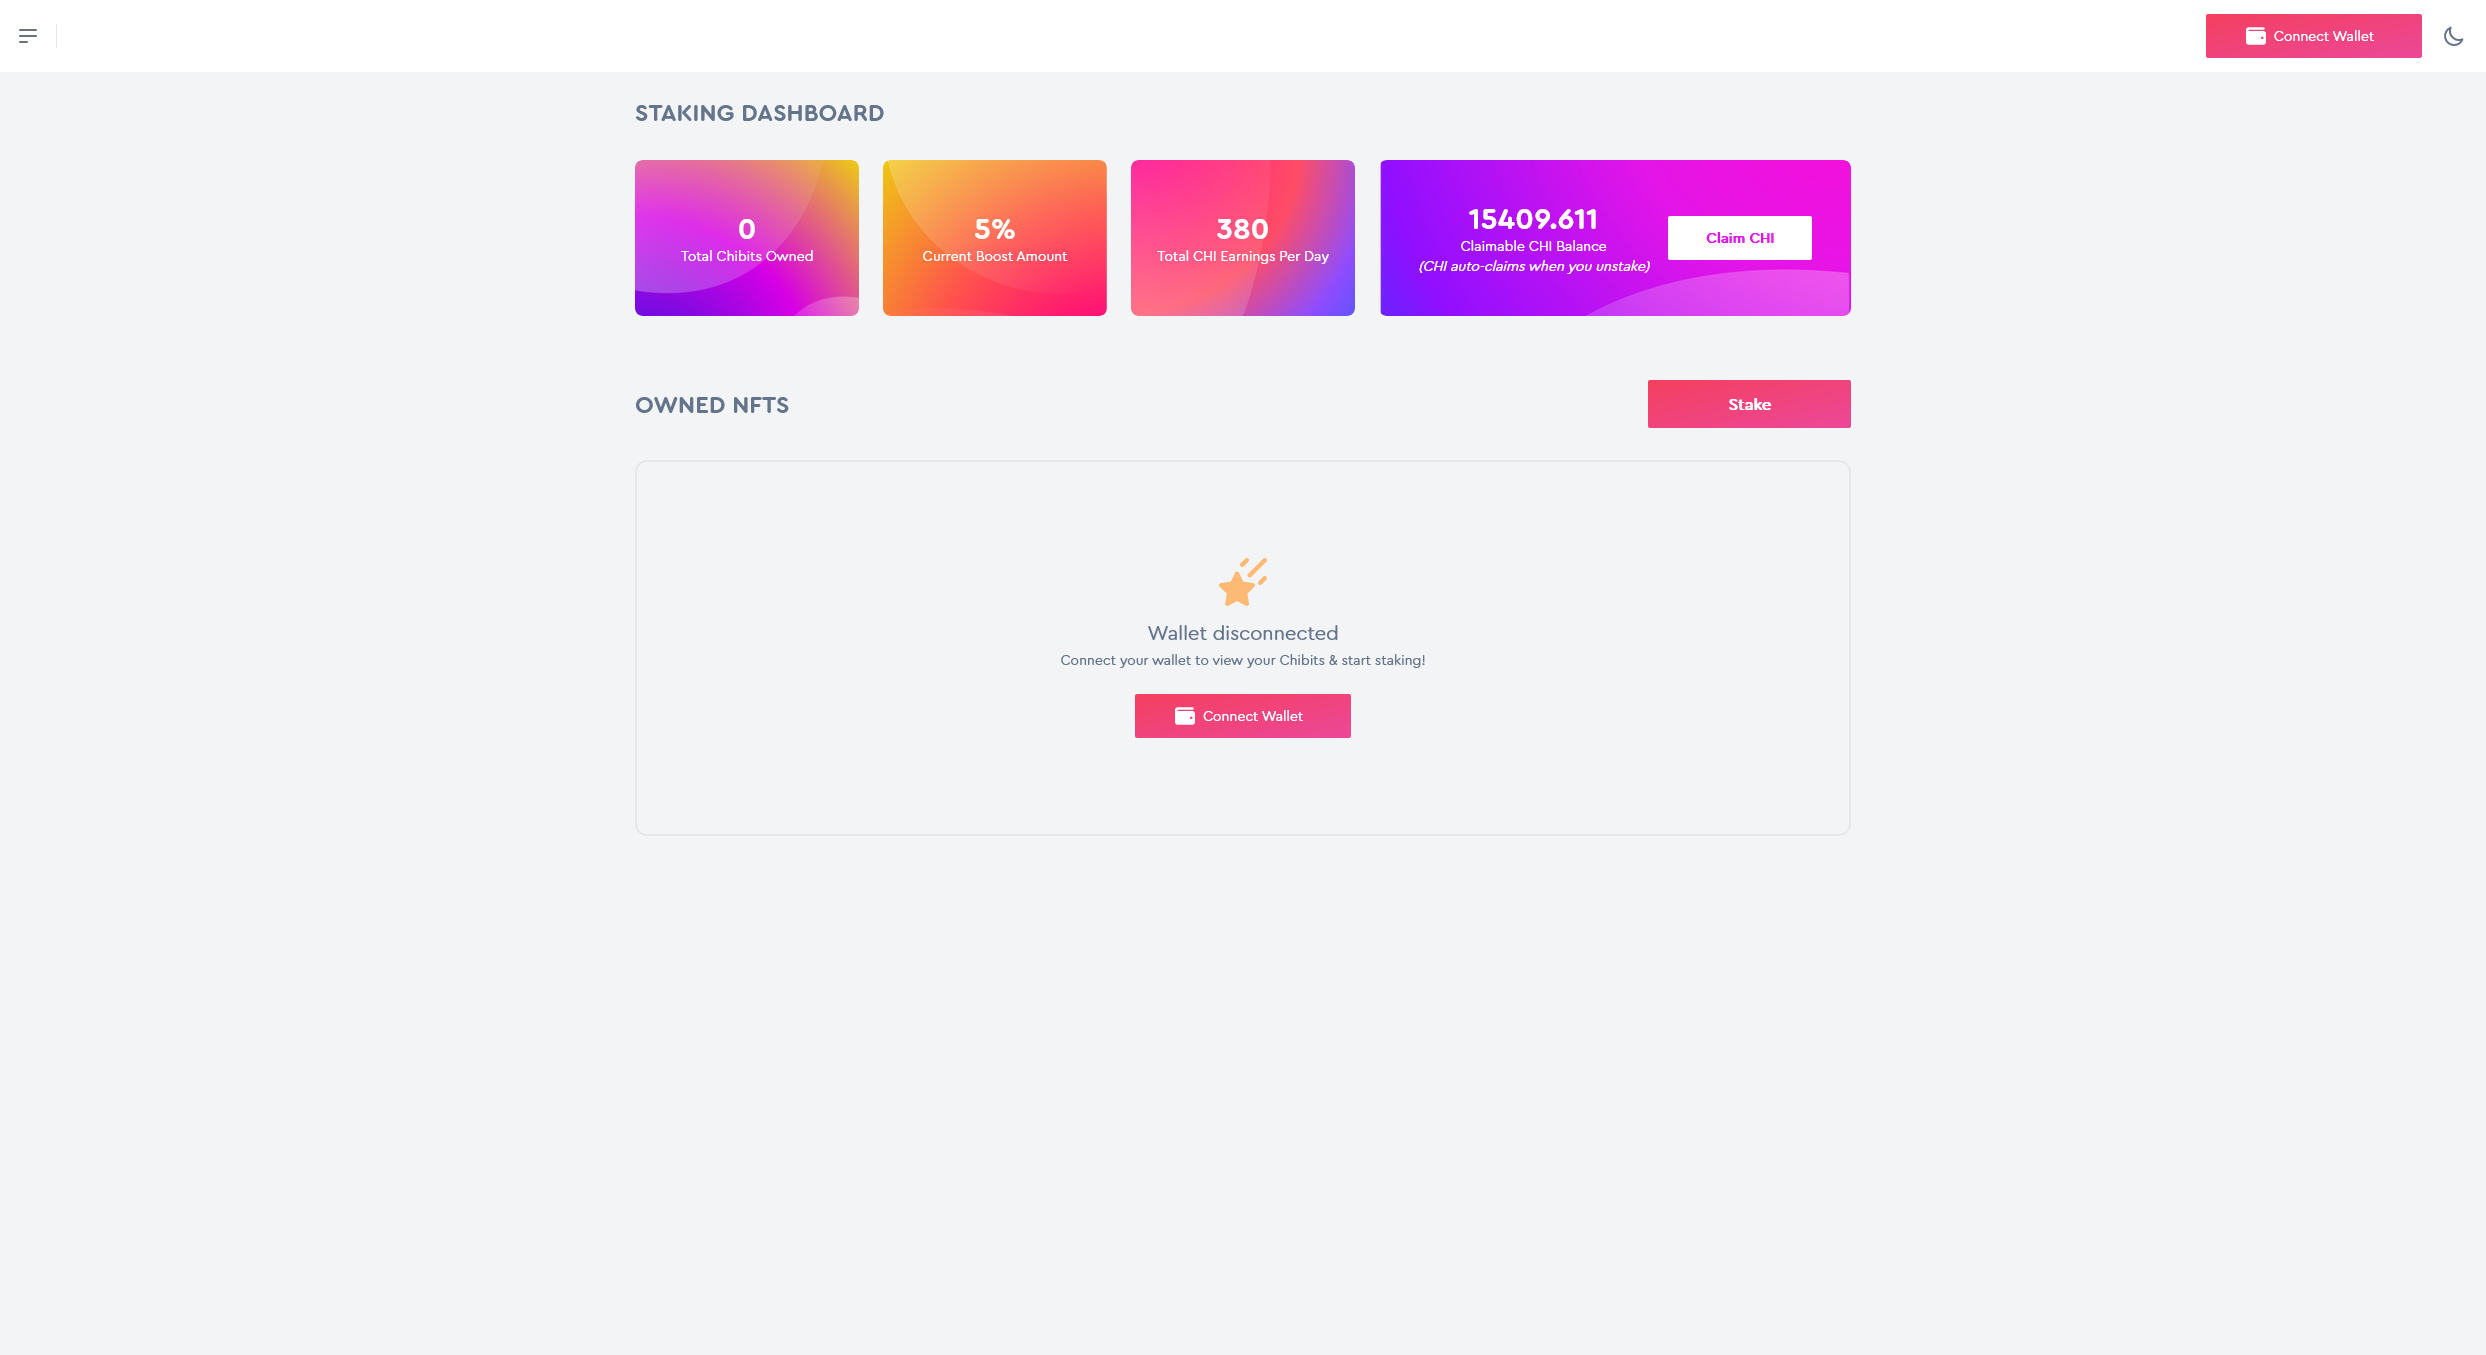 Connect Wallet
STAKING DASHBOARD
0
Total Chibits Owned
5%
Current Boost Amount
380
Total CHI Earnings Per Day
15409.611
Claimable CHI Balance
(CHI auto-claims when you unstake)
Claim CHI
OWNED NFTS
Stake
Wallet disconnected
Connect your wallet to view your Chibits & start staking!
Connect Wallet